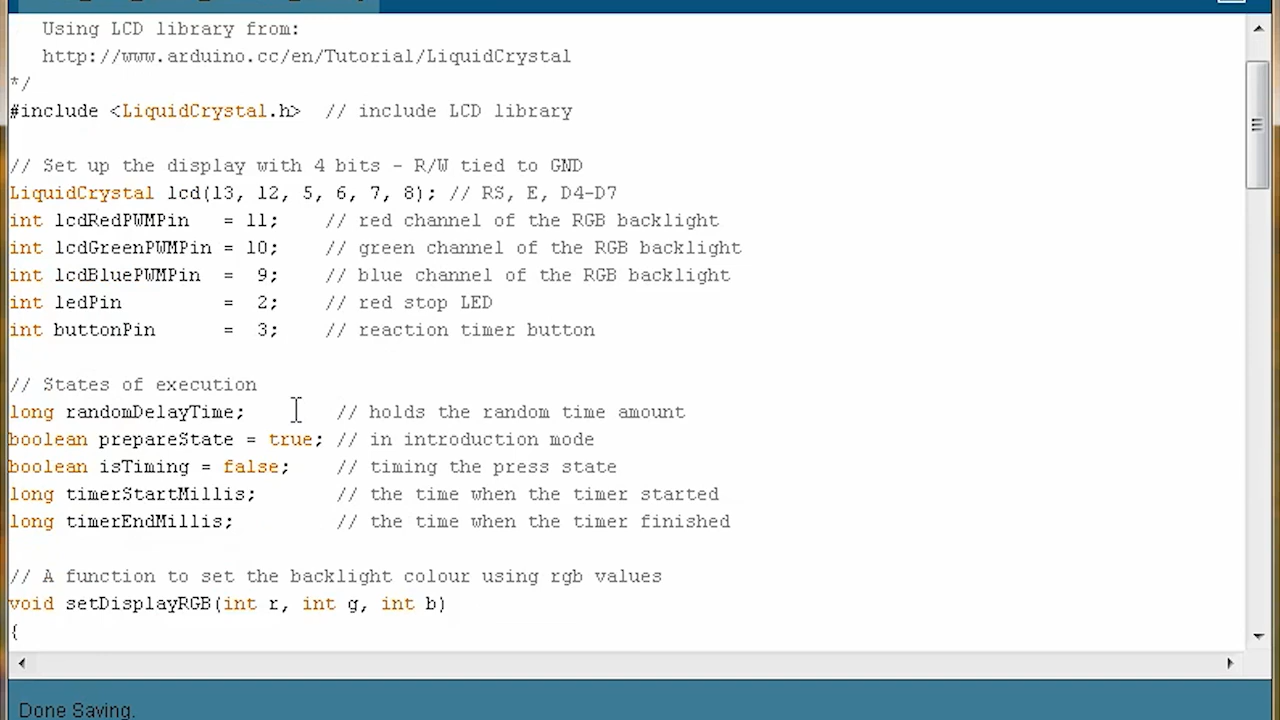 Using LCD library from:
http://www.arduino.cc/en/Tutorial/LiquidCrystal
*/
#include <LiquidCrystal.h>  // include LCD library
// Set up the display with 4 bits - R/W tied to GND
LiquidCrystal lcd(13, 12, 5, 6, 7, 8); // RS, E, D4-D7
int lcdRedPWMPin   = 11;    // red channel of the RGB backlight
int lcdGreenPWMPin = 10;    // green channel of the RGB backlight
int lcdBluePWMPin  =  9;    // blue channel of the RGB backlight
int ledPin         =  2;    // red stop LED
int buttonPin      =  3;    // reaction timer button
// States of execution
long randomDelayTime;        // holds the random time amount
boolean prepareState = true; // in introduction mode
boolean isTiming = false;    // timing the press state
long timerStartMillis;       // the time when the timer started
long timerEndMillis;         // the time when the timer finished
// A function to set the backlight colour using rgb values
void setDisplayRGB(int r, int g, int b)
{
Done Saving.